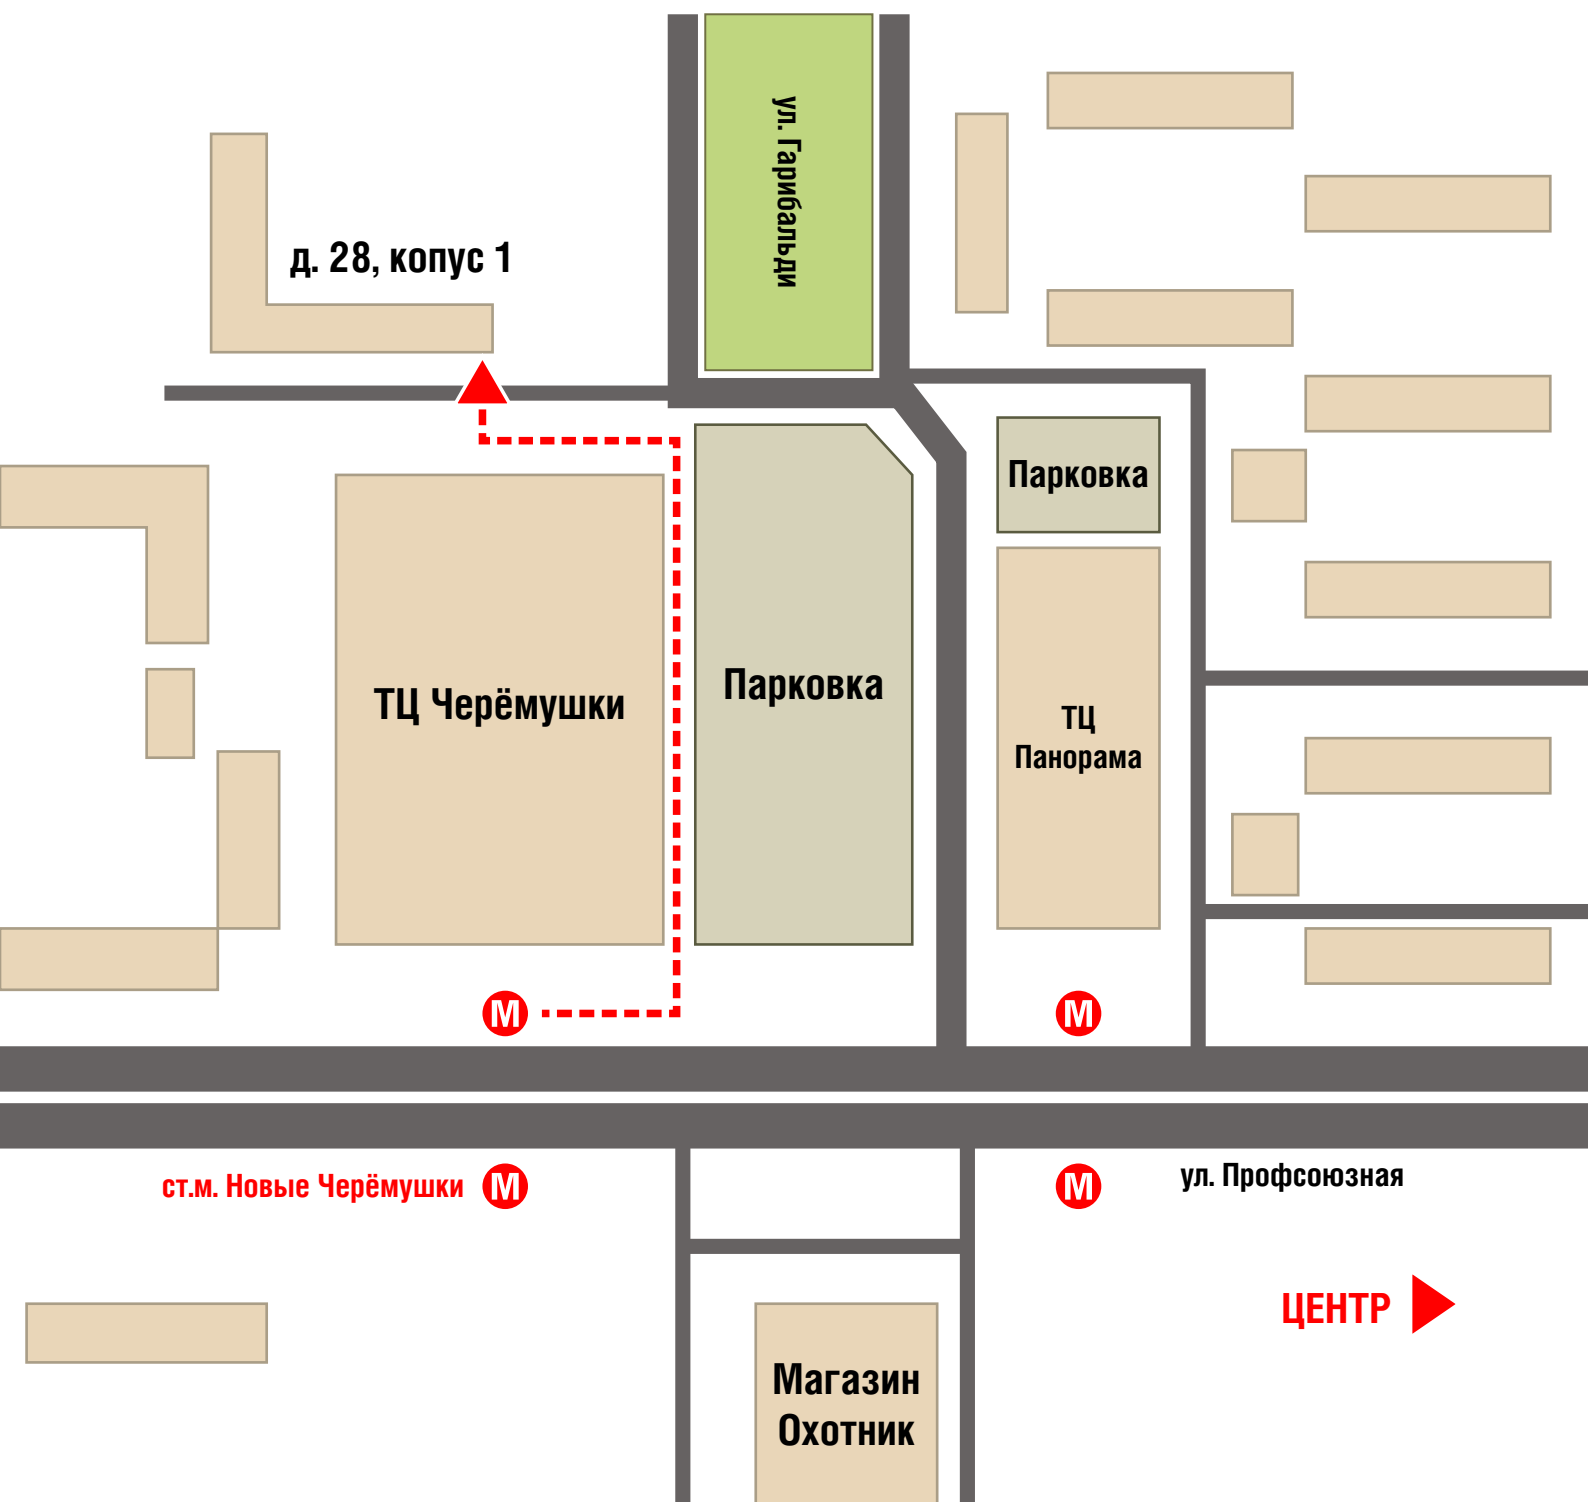 ул. Гарибальди
д. 28, копус 1
Парковка
ТЦ Черёмушки
Парковка
ТЦ
Панорама
М
М
ст.м. Новые Черёмушки
М
М
ул. Профсоюзная
ЦЕНТР
Магазин
Охотник